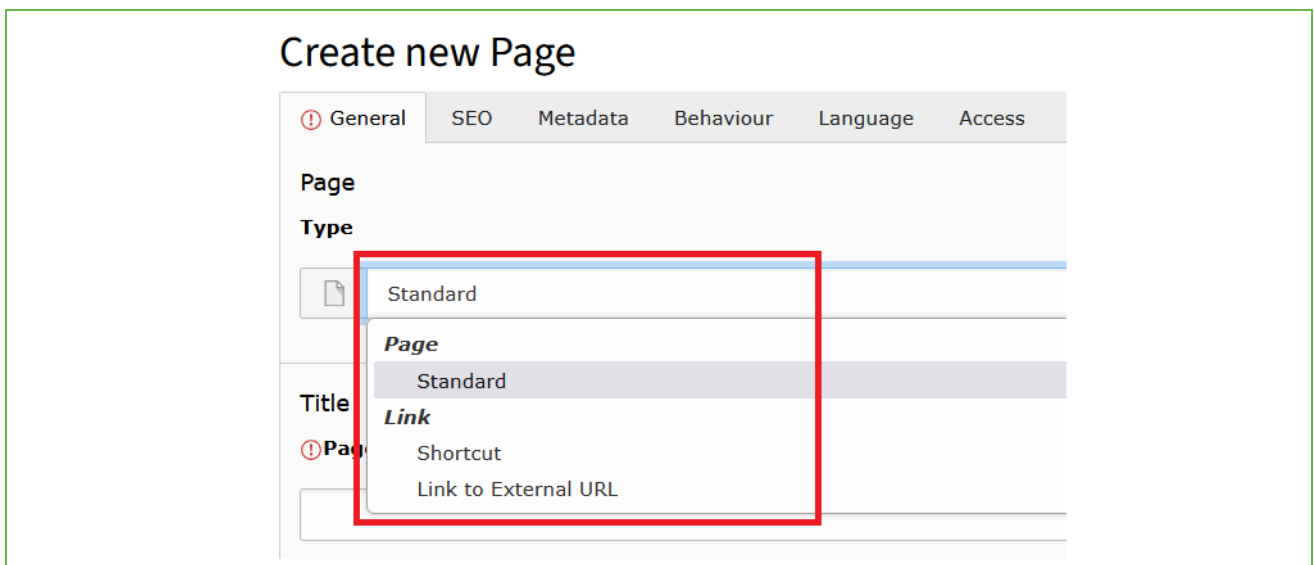 Create new Page
General SEO Metadata Behaviour Language Access
Page
Type
Standard
Page
Standard
Title
Link
Shortcut
Link to External URL